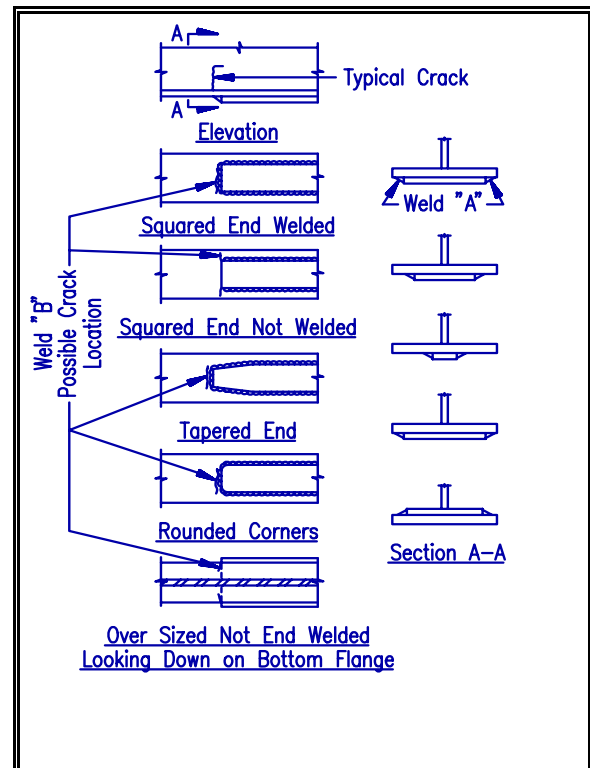 A
Typical Crack
A
Elevation
Weld "A"
Squared End Welded
Squared End Not Welded
Weld "B"
Possible Crack
Location
Tapered End
Rounded Corners
Section A-A
Over Sized Not End Welded
Looking Down on Bottom Flange